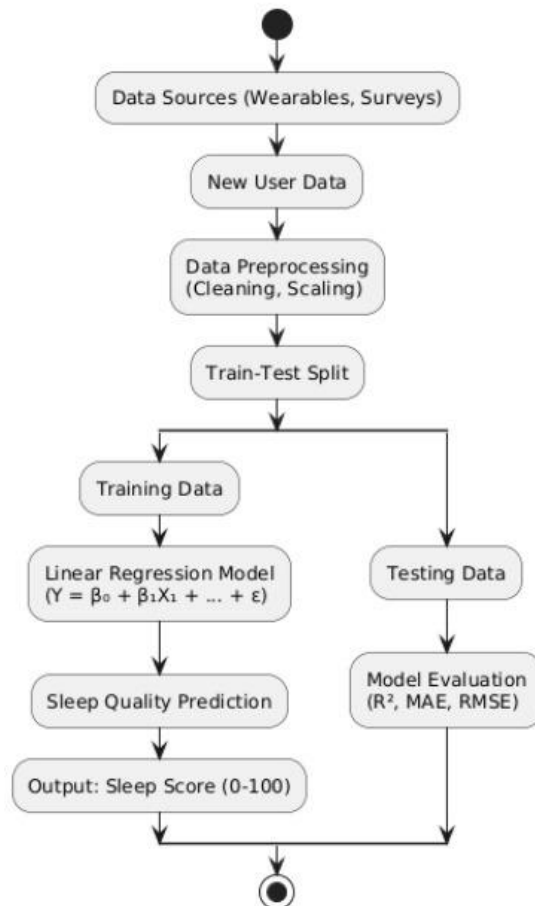 Data Sources (Wearables, Surveys)
New User Data
Data Preprocessing
(Cleaning, Scaling)
Train-Test Split
Training Data
Linear Regression Model
(Y = β₀ + β₁X₁ + ... + ε)
Sleep Quality Prediction
Output: Sleep Score (0-100)
Testing Data
Model Evaluation
(R², MAE, RMSE)